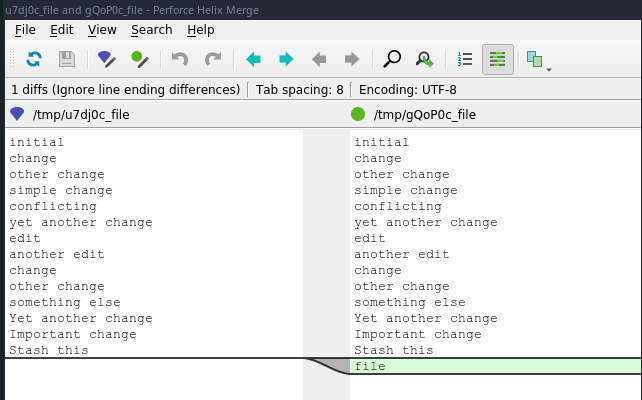 u7dj0c_file and gQoP0c_file - Perforce Helix Merge
File Edit View Search Help
1 diffs (Ignore line ending differences) Tab spacing: 8 Encoding: UTF-8
/tmp/u7dj0c_file
/tmp/gQoP0c_file
initial
change
other change
simple change
conflicting
yet another change
edit
another edit
change
other change
something else
Yet another change
Important change
Stash this
initial
change
other change
simple change
conflicting
yet another change
edit
another edit
change
other change
something else
Yet another change
Important change
Stash this
file